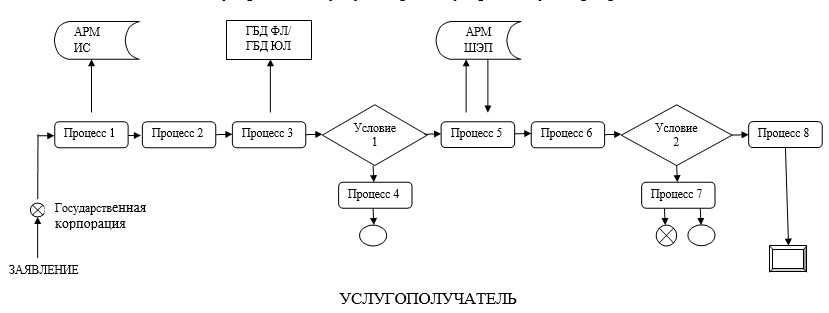 АРМ
ИС
ГБД ФЛ/
ГБД ЮЛ
АРМ
ШЭП
Процесс 1
Процесс 2
Процесс 3
Условие
1
Процесс 5
Процесс 6
Условие
2
Процесс 8
Процесс 4
Процесс 7
Государственная
корпорация
ЗАЯВЛЕНИЕ
УСЛУГОПОЛУЧАТЕЛЬ